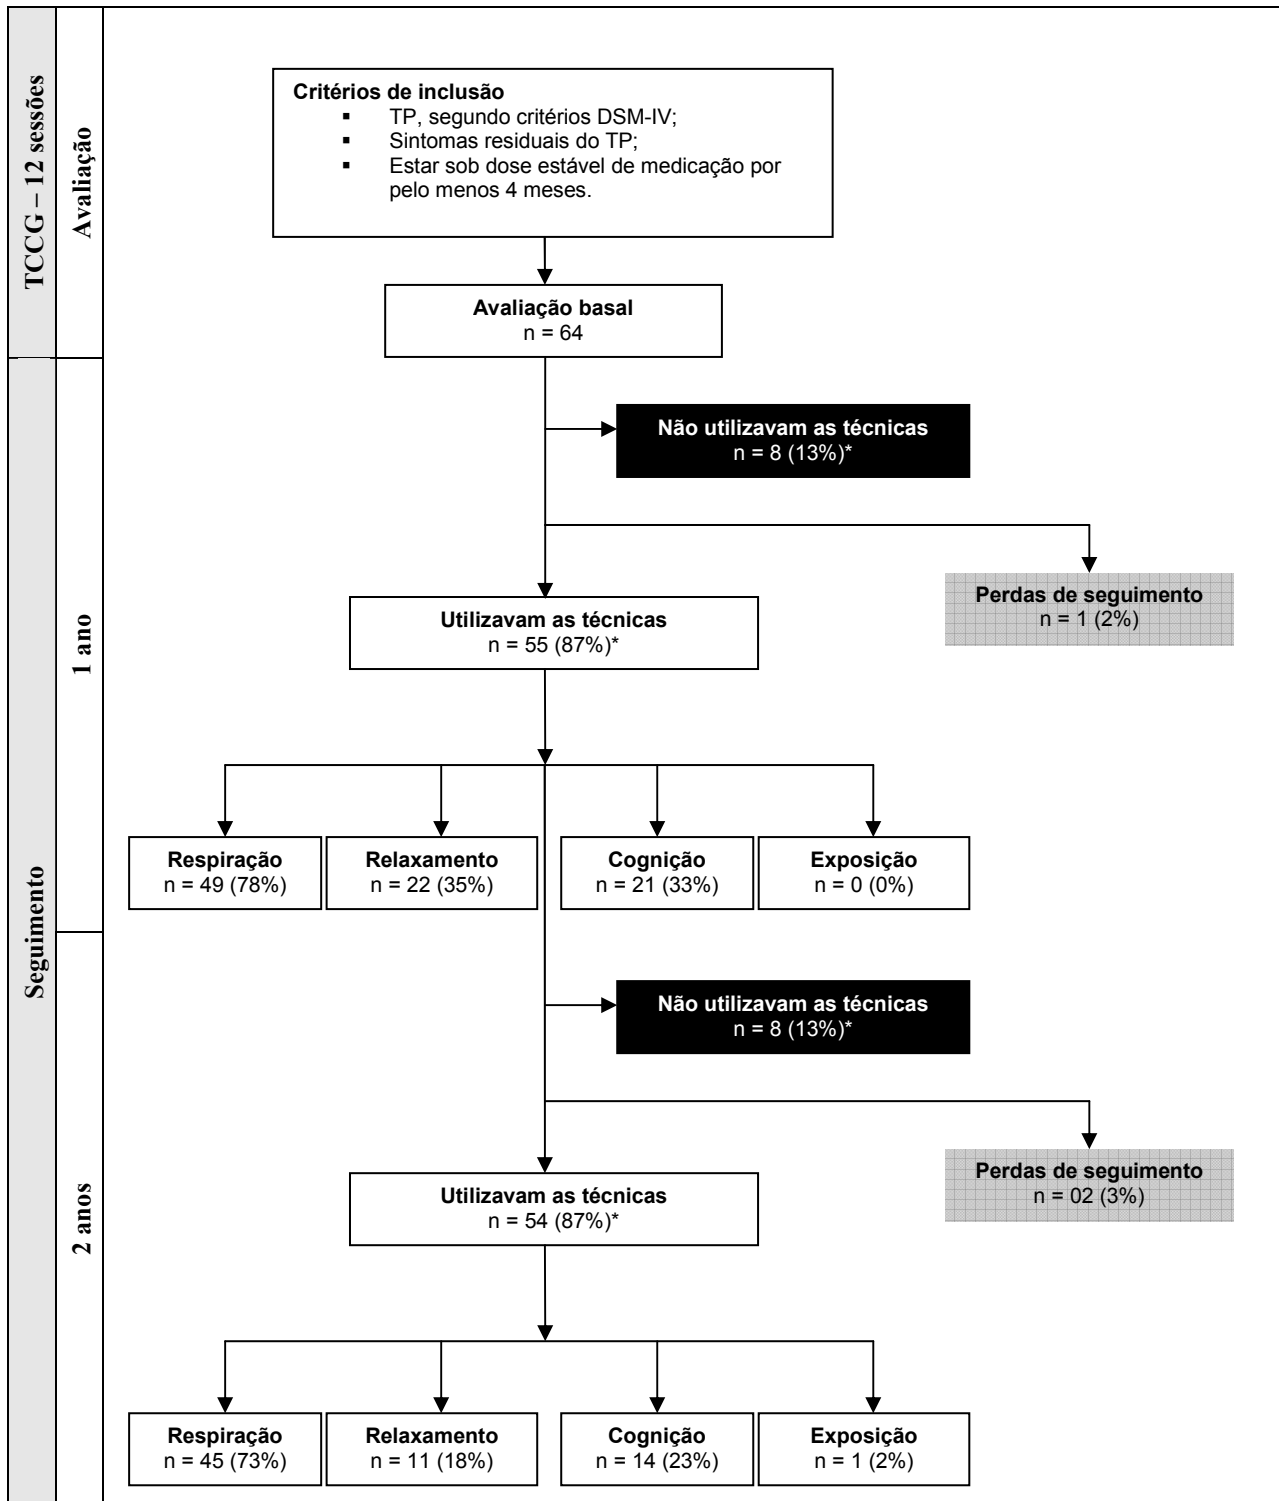 TCCG – 12 sessões
Avaliação
Critérios de inclusão
▪ TP, segundo critérios DSM-IV;
▪ Sintomas residuais do TP;
▪ Estar sob dose estável de medicação por
pelo menos 4 meses.
Avaliação basal
n = 64
Seguimento
1 ano
Não utilizavam as técnicas
n = 8 (13%)*
Perdas de seguimento
n = 1 (2%)
Utilizavam as técnicas
n = 55 (87%)*
Respiração
n = 49 (78%)
Relaxamento
n = 22 (35%)
Cognição
n = 21 (33%)
Exposição
n = 0 (0%)
2 anos
Não utilizavam as técnicas
n = 8 (13%)*
Perdas de seguimento
n = 02 (3%)
Utilizavam as técnicas
n = 54 (87%)*
Respiração
n = 45 (73%)
Relaxamento
n = 11 (18%)
Cognição
n = 14 (23%)
Exposição
n = 1 (2%)